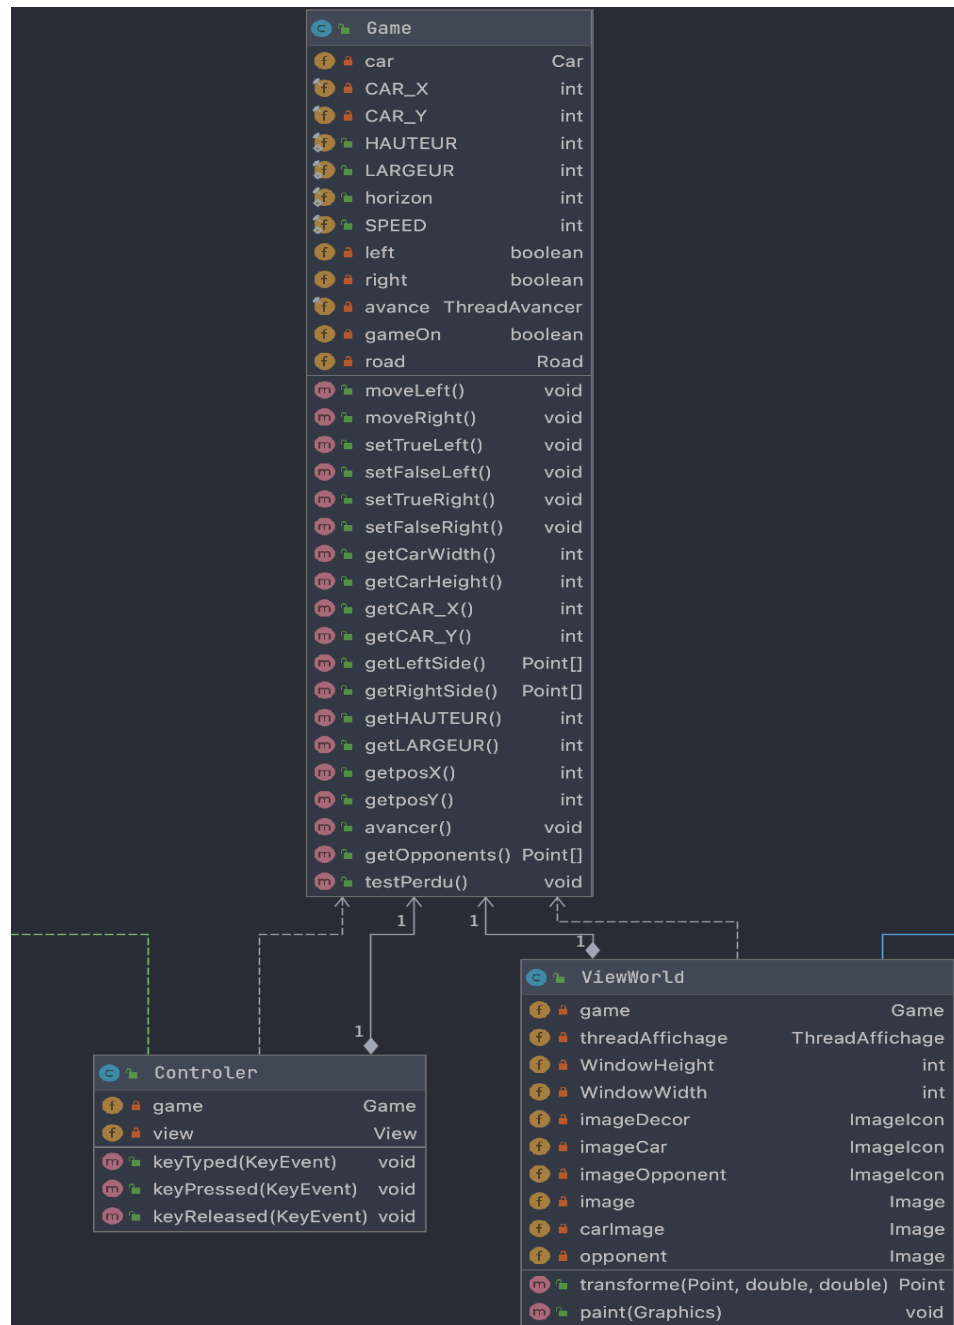 Game
car Car
CAR_X int
CAR_Y int
HAUTEUR int
LARGEUR int
horizon int
SPEED int
left boolean
right boolean
avance ThreadAvancer
gameOn boolean
road Road
moveLeft() void
moveRight() void
setTrueLeft() void
setFalseLeft() void
setTrueRight() void
setFalseRight() void
getCarWidth() int
getCarHeight() int
getCAR_X() int
getCAR_Y() int
getLeftSide() Point[]
getRightSide() Point[]
getHAUTEUR() int
getLARGEUR() int
getposX() int
getposY() int
avancer() void
getOpponents() Point[]
testPerdu() void
1 1
1
1
Controler
game Game
view View
keyTyped(KeyEvent) void
keyPressed(KeyEvent) void
keyReleased(KeyEvent) void
ViewWorld
game Game
threadAffichage ThreadAffichage
WindowHeight int
WindowWidth int
imageDecor ImageIcon
imageCar ImageIcon
imageOpponent ImageIcon
image Image
carImage Image
opponent Image
transforme(Point, double, double) Point
paint(Graphics) void